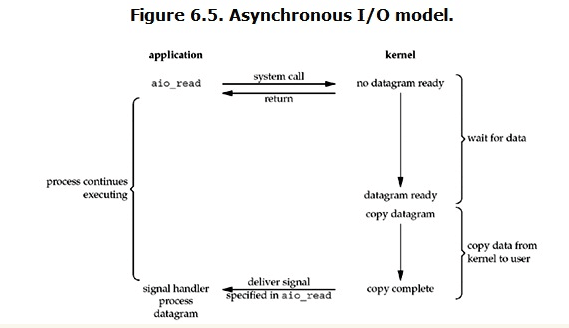 Figure 6.5. Asynchronous I/O model.
application
kernel
aio_read
system call
return
no datagram ready
wait for data
process continues
executing
datagram ready
copy datagram
copy data from
kernel to user
signal handler
process
datagram
deliver signal
specified in aio_read
copy complete